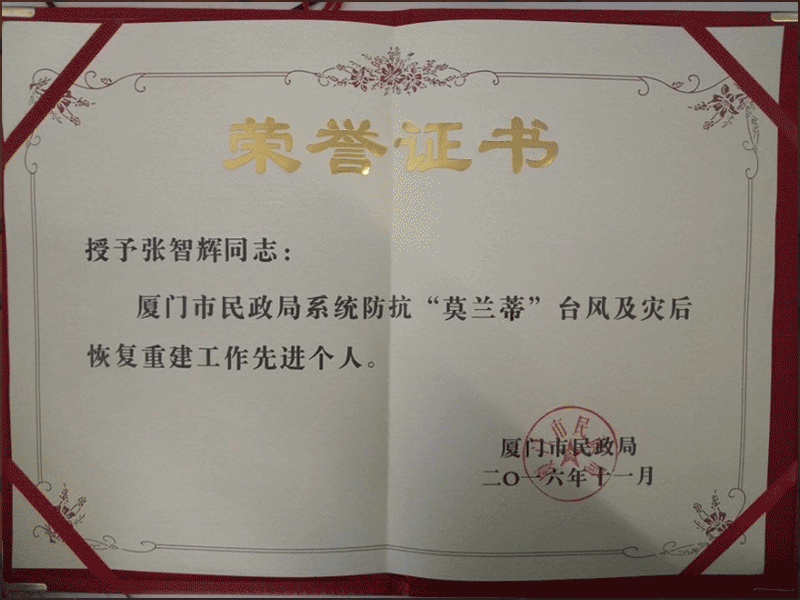 荣誉证书
授予张智辉同志：
厦门市民政局系统防抗“莫兰蒂”台风及灾后
恢复重建工作先进个人。
厦门市民政局
二〇一六年十一月